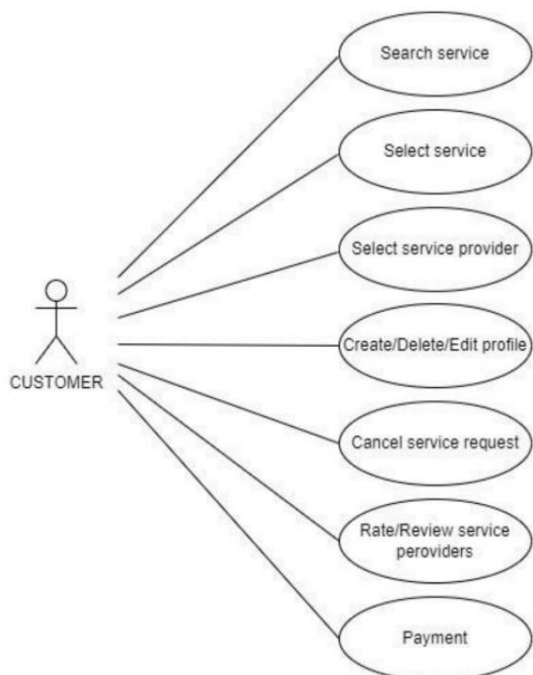 Search service
Select service
Select service provider
CUSTOMER
Create/Delete/Edit profile
Cancel service request
Rate/Review service
peroviders
Payment